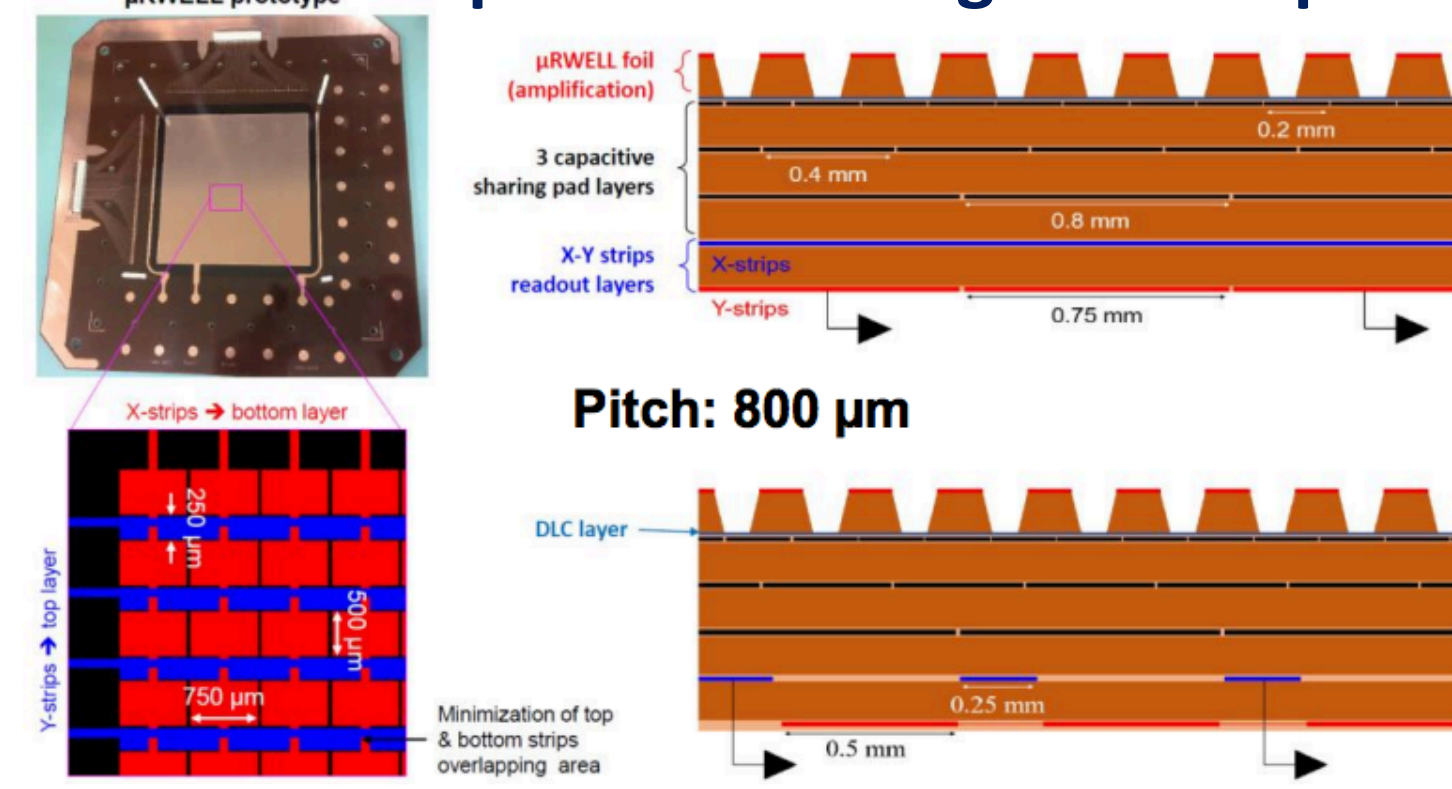 µRWELL prototype
µRWELL foil
(amplification)
0.2 mm
3 capacitive
sharing pad layers
0.4 mm
0.8 mm
X-Y strips
readout layers
X-strips
Y-strips
0.75 mm
Pitch: 800 µm
X-strips ➔ bottom layer
Y-strips ➔ top layer
250 µm
500 µm
750 µm
Minimization of top
& bottom strips
overlapping area
DLC layer
0.25 mm
0.5 mm